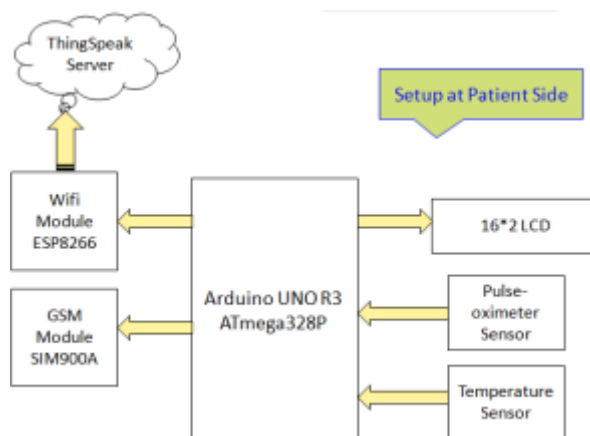 ThingSpeak
Server
Setup at Patient Side
Wifi
Module
ESP8266
16*2 LCD
Arduino UNO R3
ATmega328P
GSM
Module
SIM900A
Pulse-
oximeter
Sensor
Temperature
Sensor